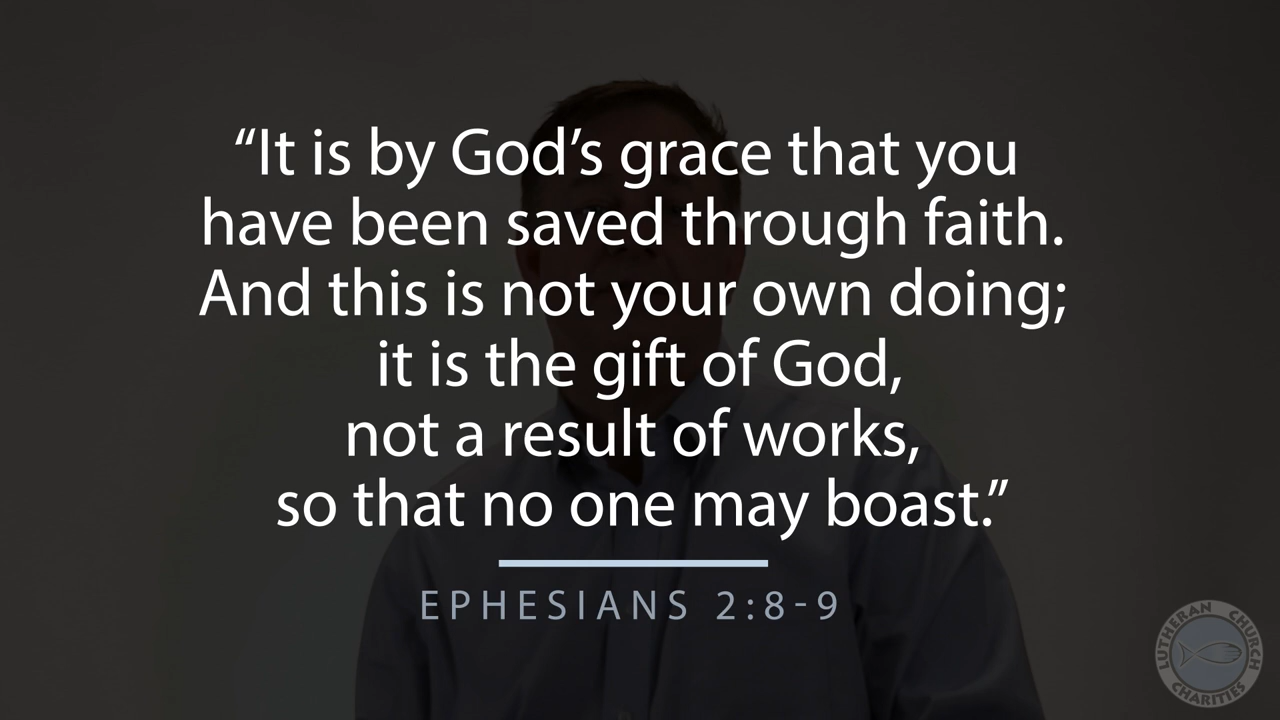 “It is by God’s grace that you
have been saved through faith.
And this is not your own doing;
it is the gift of God,
not a result of works,
so that no one may boast.”
EPHESIANS 2:8-9
LUTHERAN CHURCH
CHARITIES